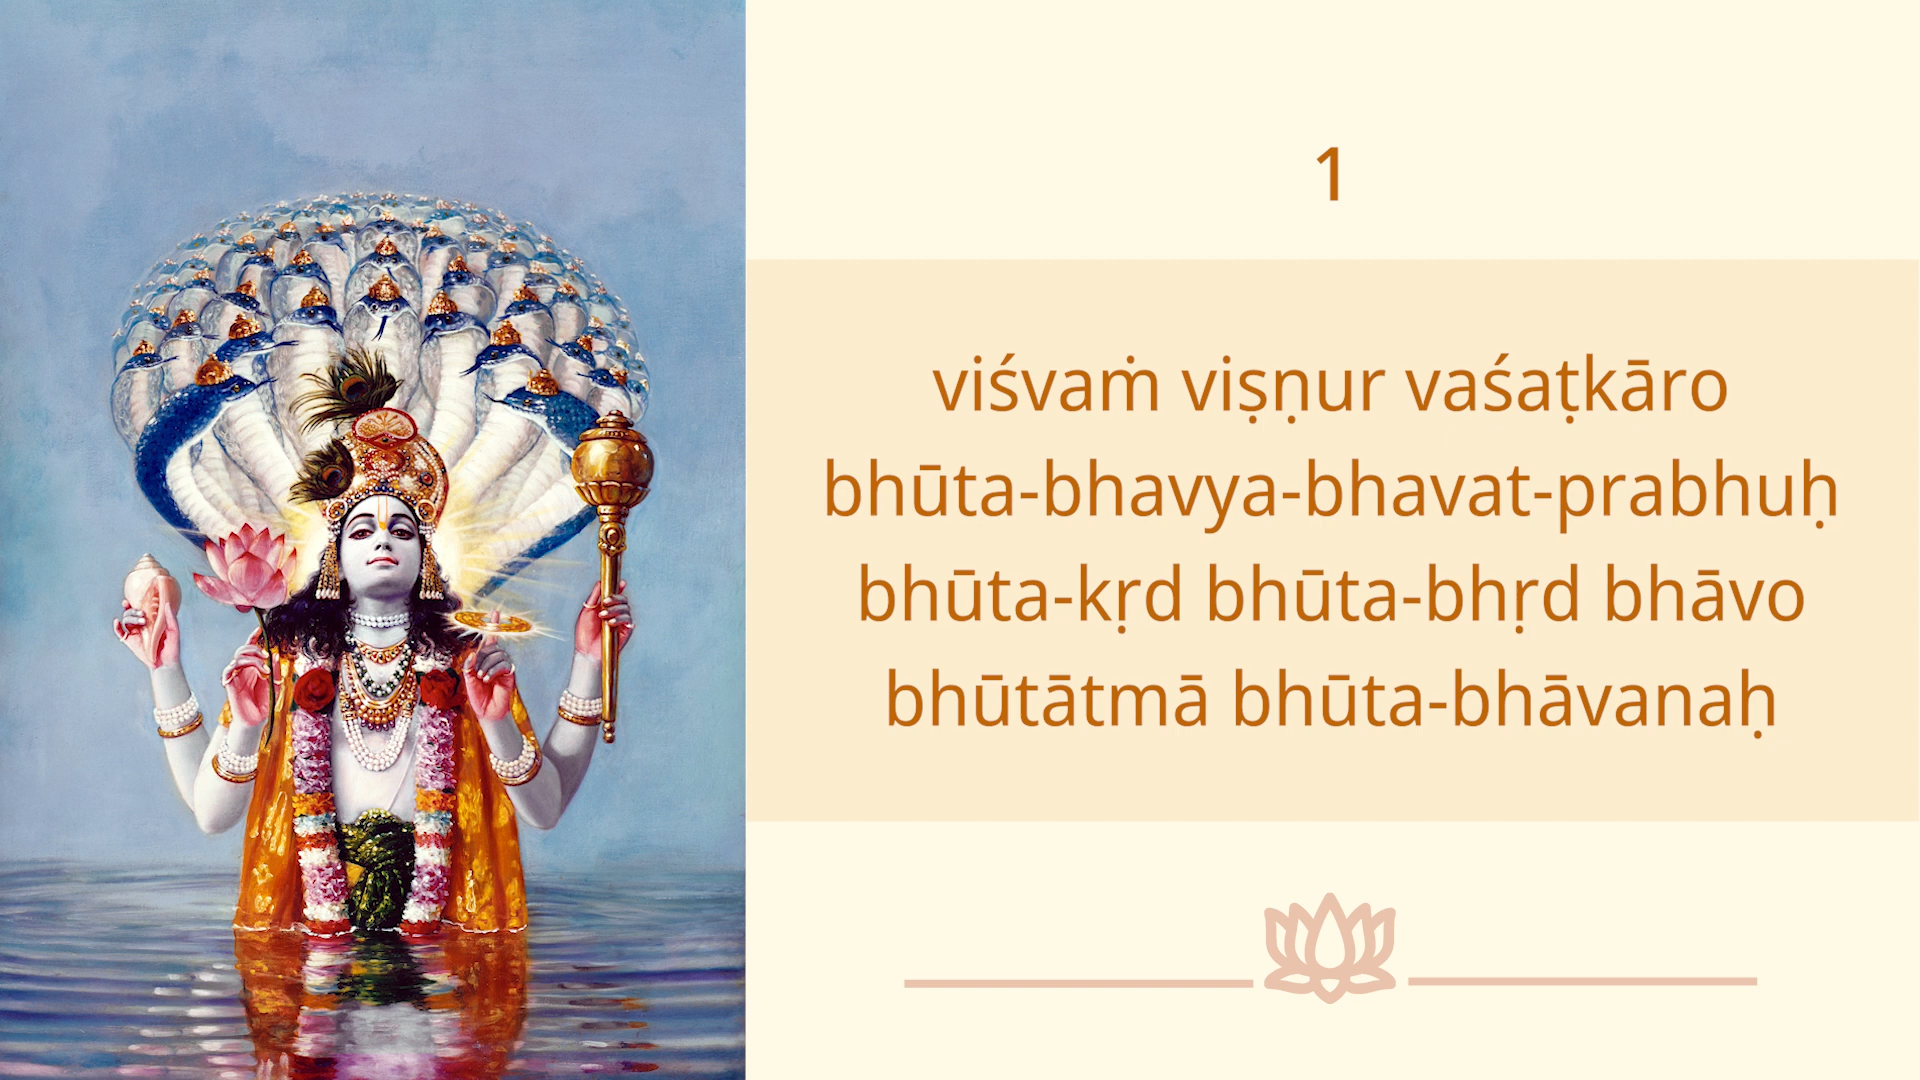 1
viśvaṁ viṣṇur vaśaṭkāro
bhūta-bhavya-bhavat-prabhuḥ
bhūta-kṛd bhūta-bhṛd bhāvo
bhūtātmā bhūta-bhāvanaḥ